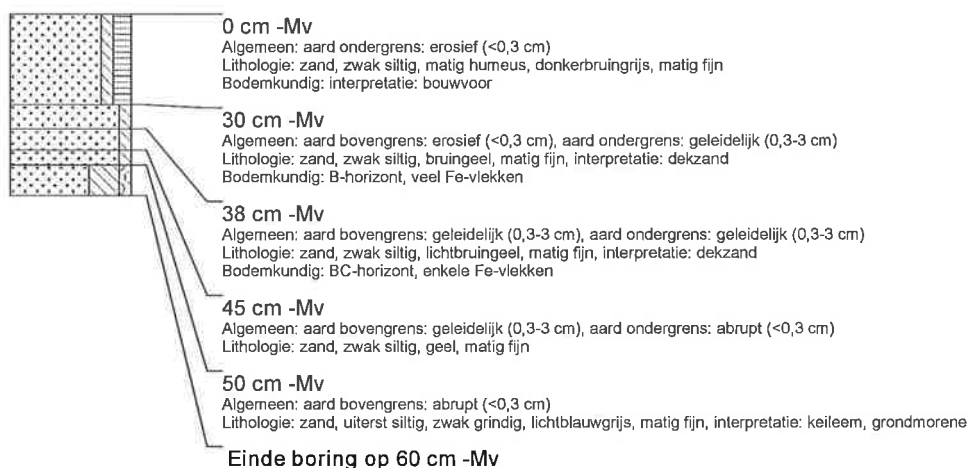 0 cm -Mv
Algemeen: aard ondergrens: erosief (<0,3 cm)
Lithologie: zand, zwak siltig, matig humeus, donkerbruingrijs, matig fijn
Bodemkundig: interpretatie: bouwvoor
30 cm -Mv
Algemeen: aard bovengrens: erosief (<0,3 cm), aard ondergrens: geleidelijk (0,3-3 cm)
Lithologie: zand, zwak siltig, bruingeel, matig fijn, interpretatie: dekzand
Bodemkundig: B-horizont, veel Fe-vlekken
38 cm -Mv
Algemeen: aard bovengrens: geleidelijk (0,3-3 cm), aard ondergrens: geleidelijk (0,3-3 cm)
Lithologie: zand, zwak siltig, lichtbruingeel, matig fijn, interpretatie: dekzand
Bodemkundig: BC-horizont, enkele Fe-vlekken
45 cm -Mv
Algemeen: aard bovengrens: geleidelijk (0,3-3 cm), aard ondergrens: abrupt (<0,3 cm)
Lithologie: zand, zwak siltig, geel, matig fijn
50 cm -Mv
Algemeen: aard bovengrens: abrupt (<0,3 cm)
Lithologie: zand, uiterst siltig, zwak grindig, lichtblauwgrijs, matig fijn, interpretatie: keileem, grondmorene
Einde boring op 60 cm -Mv